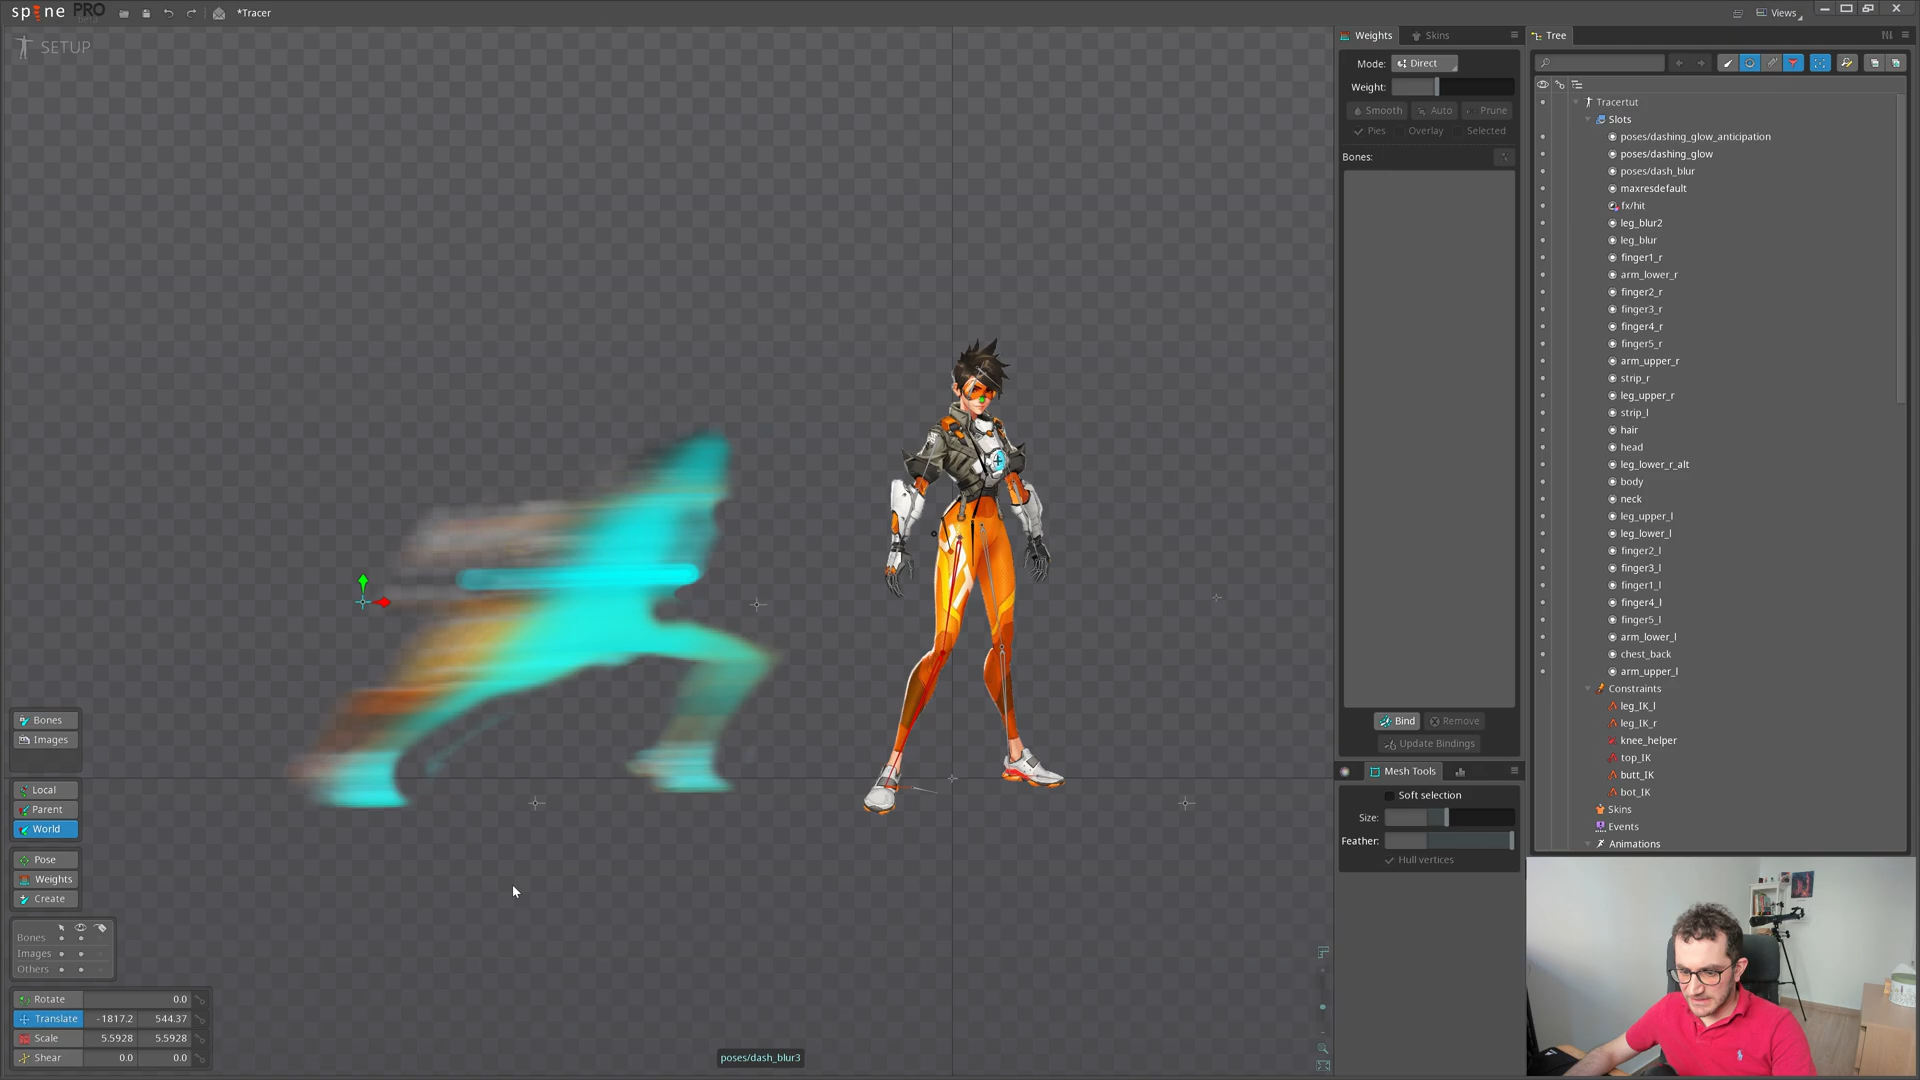 spine PRO
beta
*Tracer
Views
SETUP
Weights
Skins
Mode:
Direct
Weight:
Smooth
Auto
Prune
Pies
Overlay
Selected
Bones:
Bind
Remove
Update Bindings
Mesh Tools
Soft selection
Size:
Feather:
Hull vertices
Tree
Tracertut
Slots
poses/dashing_glow_anticipation
poses/dashing_glow
poses/dash_blur
maxresdefault
fx/hit
leg_blur2
leg_blur
finger1_r
arm_lower_r
finger2_r
finger3_r
finger4_r
finger5_r
arm_upper_r
strip_r
leg_upper_r
strip_l
hair
head
leg_lower_r_alt
body
neck
leg_upper_l
leg_lower_l
finger2_l
finger3_l
finger1_l
finger4_l
finger5_l
arm_lower_l
chest_back
arm_upper_l
Constraints
leg_IK_l
leg_IK_r
knee_helper
top_IK
butt_IK
bot_IK
Skins
Events
Animations
Bones
Images
Local
Parent
World
Pose
Weights
Create
Bones
Images
Others
Rotate 0.0
Translate -1817.2 544.37
Scale 5.5928 5.5928
Shear 0.0 0.0
poses/dash_blur3